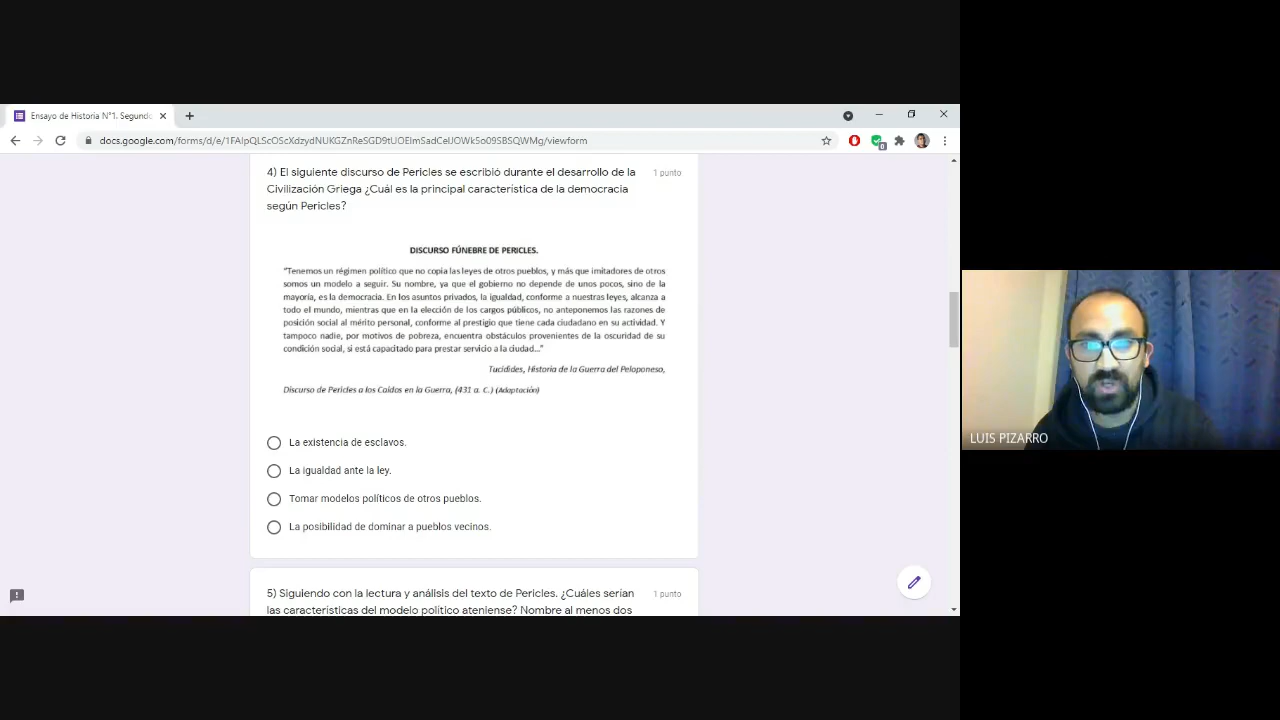 Ensayo de Historia N°1. Segundo
docs.google.com/forms/d/e/1FAIpQLScOScXdzydNUKGZnReSGD9tUOEImSadCeIJOWk5o09SBSQWMg/viewform
4) El siguiente discurso de Pericles se escribió durante el desarrollo de la
1 punto
Civilización Griega ¿Cuál es la principal característica de la democracia
según Pericles?
DISCURSO FÚNEBRE DE PERICLES.
"Tenemos un régimen político que no copia las leyes de otros pueblos, y más que imitadores de otros
somos un modelo a seguir. Su nombre, ya que el gobierno no depende de unos pocos, sino de la
mayoría, es la democracia. En los asuntos privados, la igualdad, conforme a nuestras leyes, alcanza a
todo el mundo, mientras que en la elección de los cargos públicos, no anteponemos las razones de
posición social al mérito personal, conforme al prestigio que tiene cada ciudadano en su actividad. Y
tampoco nadie, por motivos de pobreza, encuentra obstáculos provenientes de la oscuridad de su
condición social, si está capacitado para prestar servicio a la ciudad..."
Tucídides, Historia de la Guerra del Peloponeso,
Discurso de Pericles a los Caídos en la Guerra, (431 a. C.) (Adaptación)
La existencia de esclavos.
La igualdad ante la ley.
Tomar modelos políticos de otros pueblos.
La posibilidad de dominar a pueblos vecinos.
5) Siguiendo con la lectura y análisis del texto de Pericles. ¿Cuáles serían
1 punto
las características del modelo político ateniense? Nombre al menos dos
LUIS PIZARRO